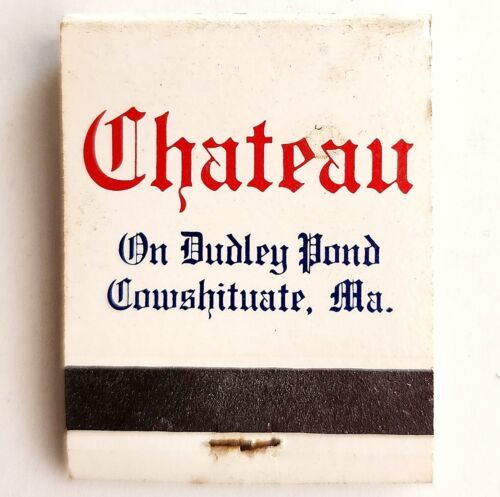 Chateau
On Dudley Pond
Cowshituate, Ma.